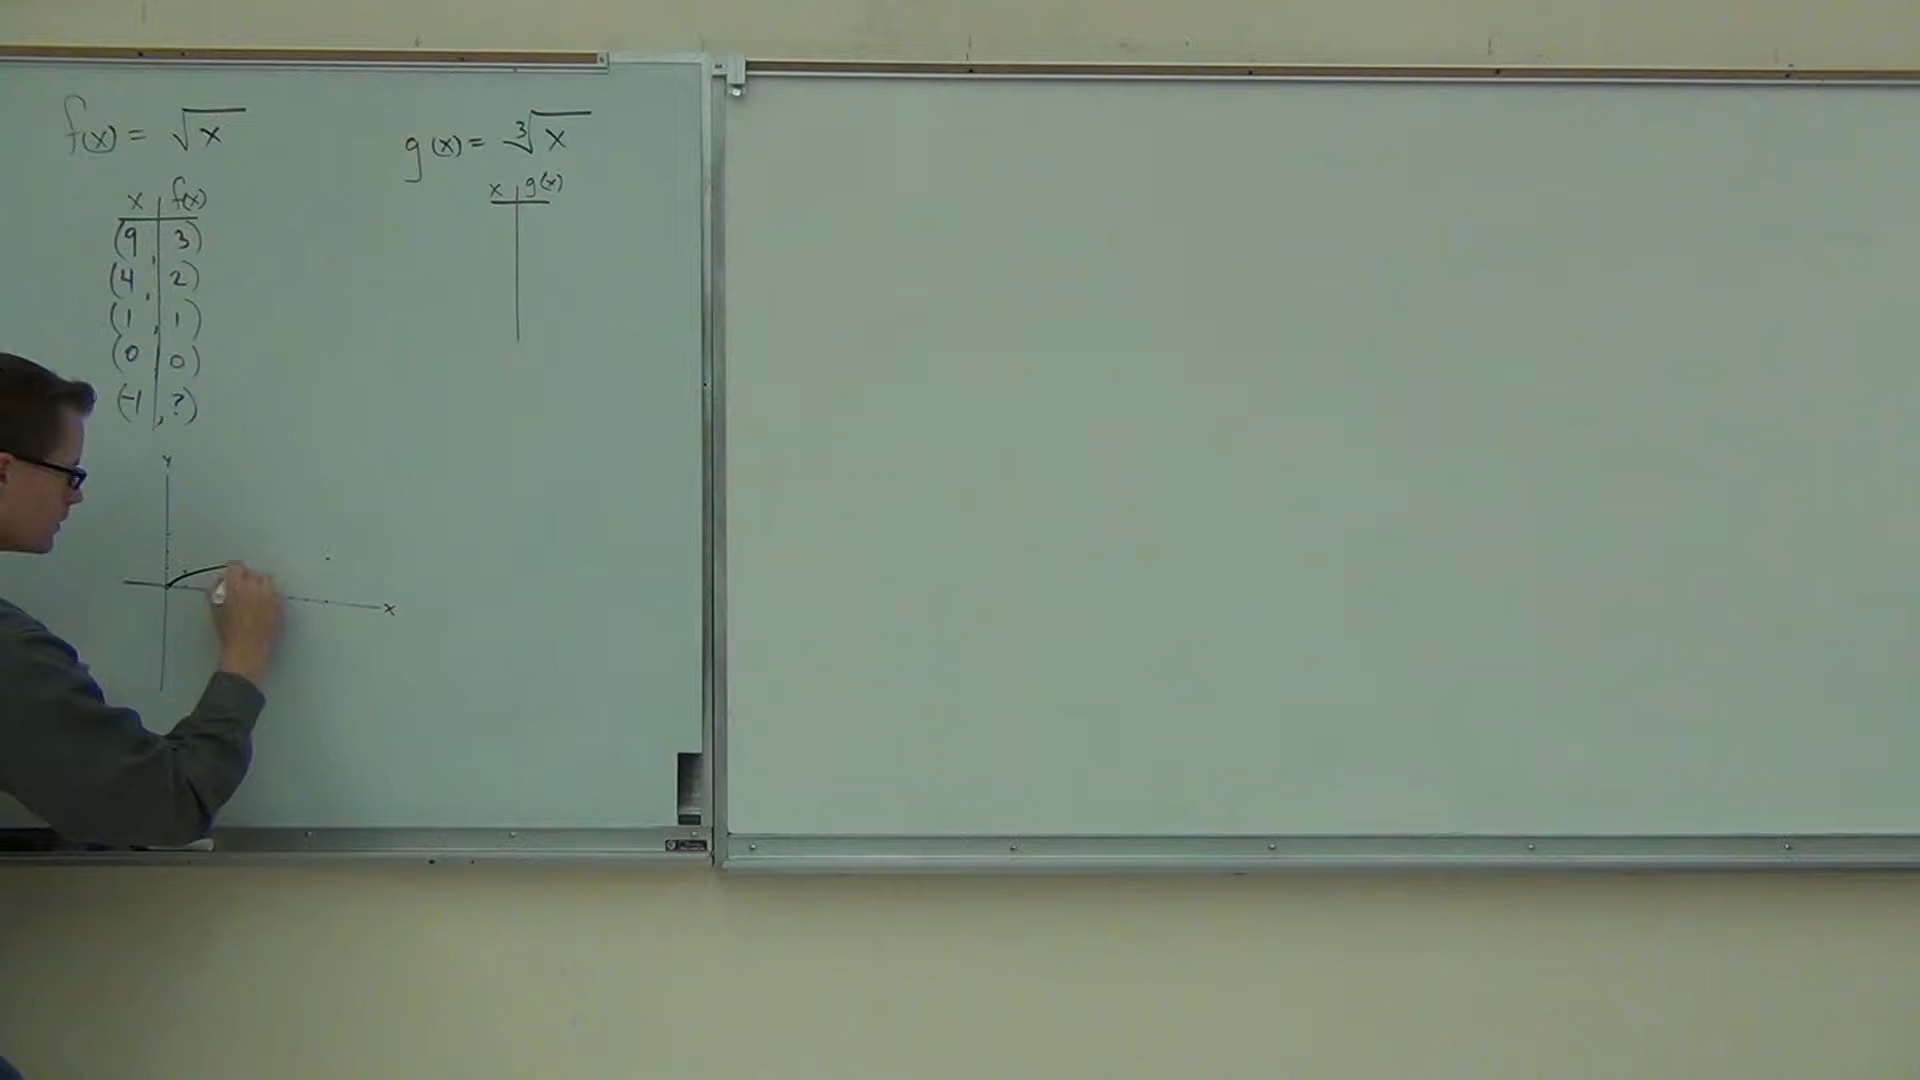 f(x) = √x
x | f(x)
(9, 3)
(4, 2)
(1, 1)
(0, 0)
(-1, ?)
y
x
g(x) = ∛x
x | g(x)